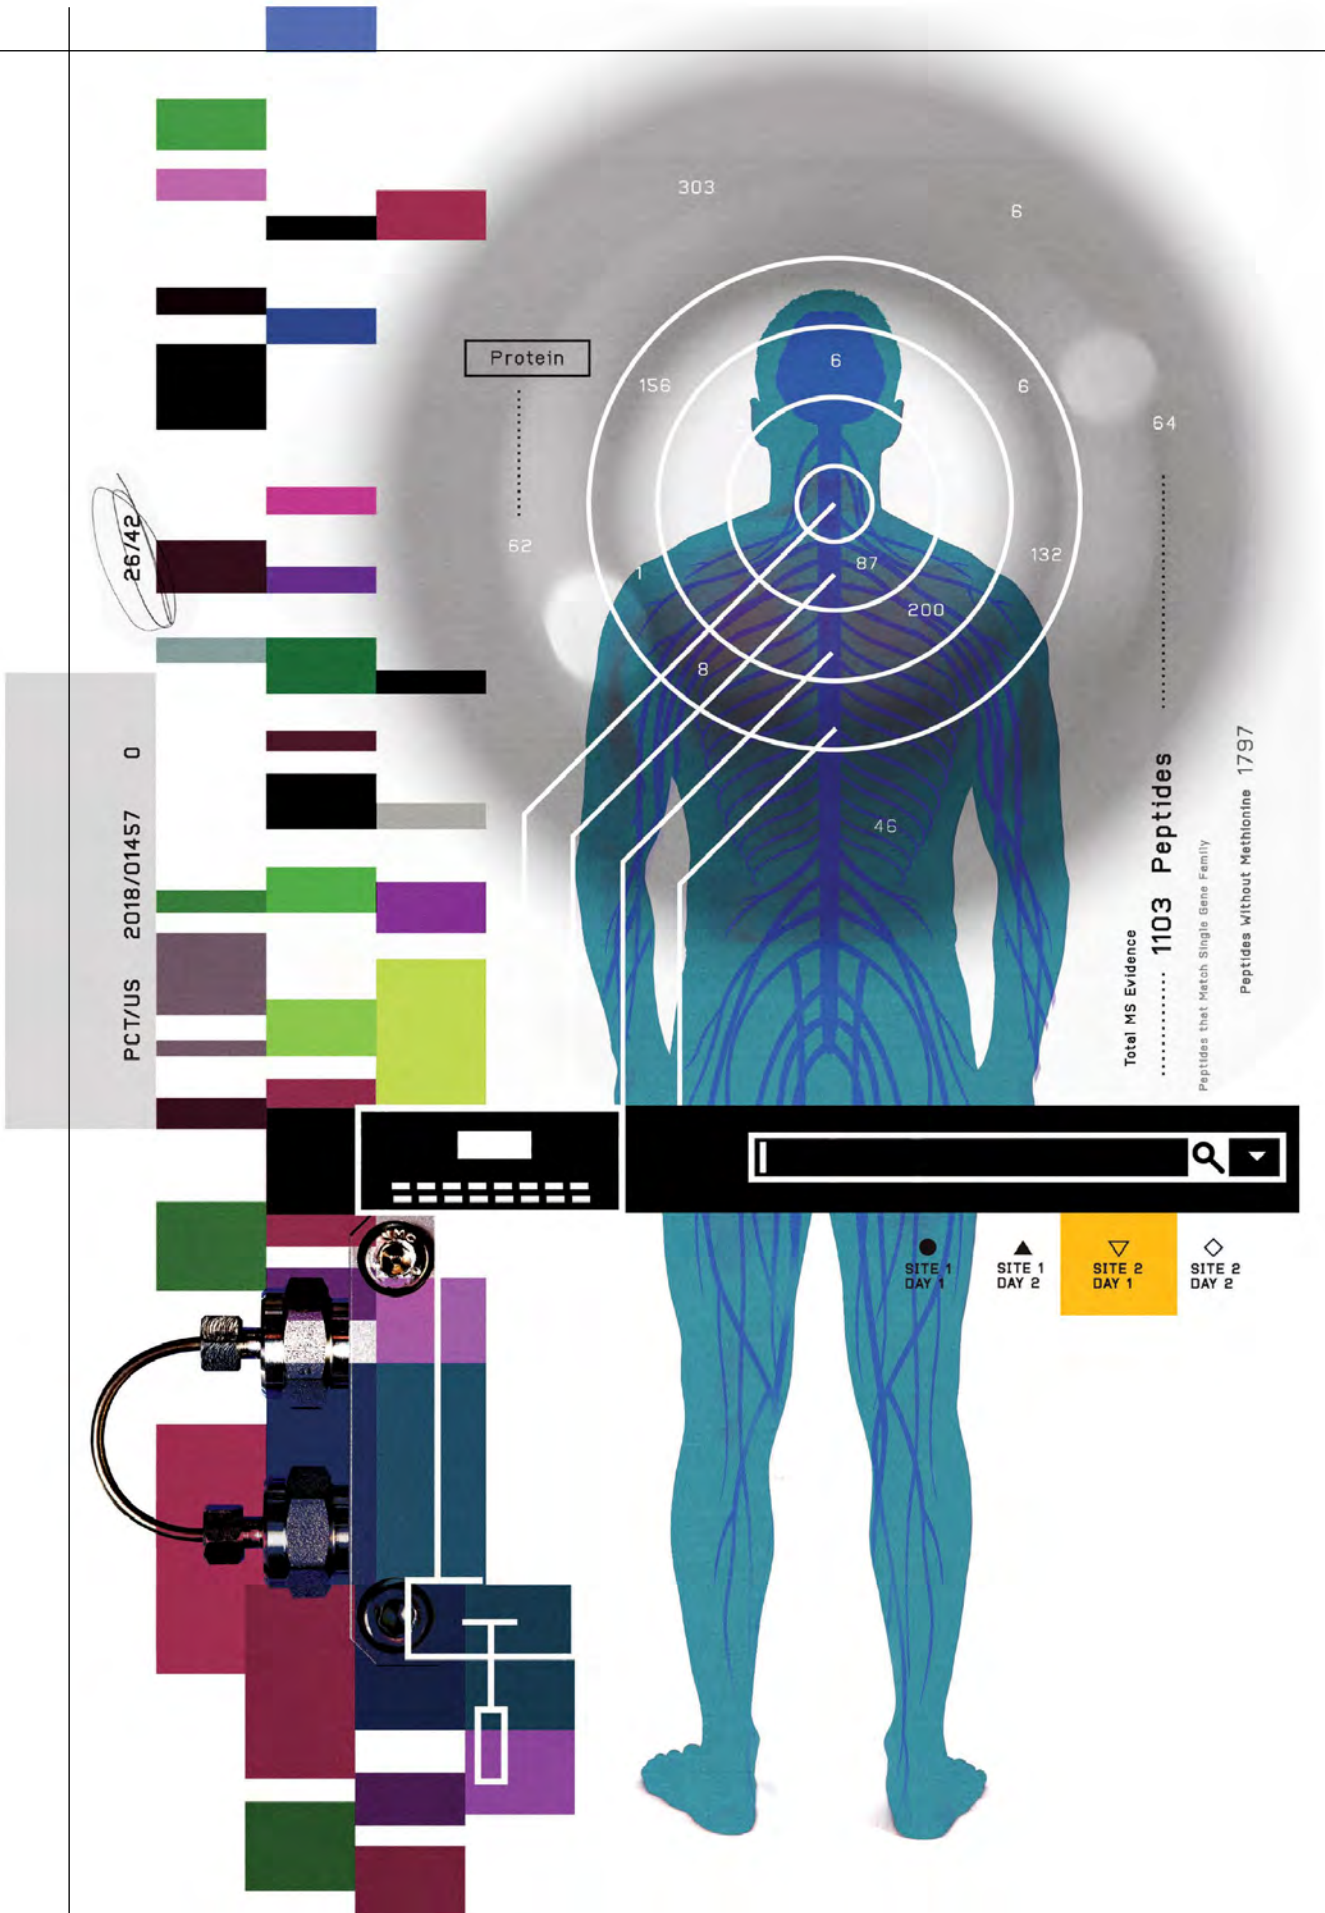 303
6
Protein
6
156
6
64
26/42
62
1
87
132
200
8
46
PCT/US 2018/01457 0
Total MS Evidence
1103 Peptides
Peptides that Match Single Gene Family
Peptides Without Methionine 1797
SITE 1
DAY 1
SITE 1
DAY 2
SITE 2
DAY 1
SITE 2
DAY 2